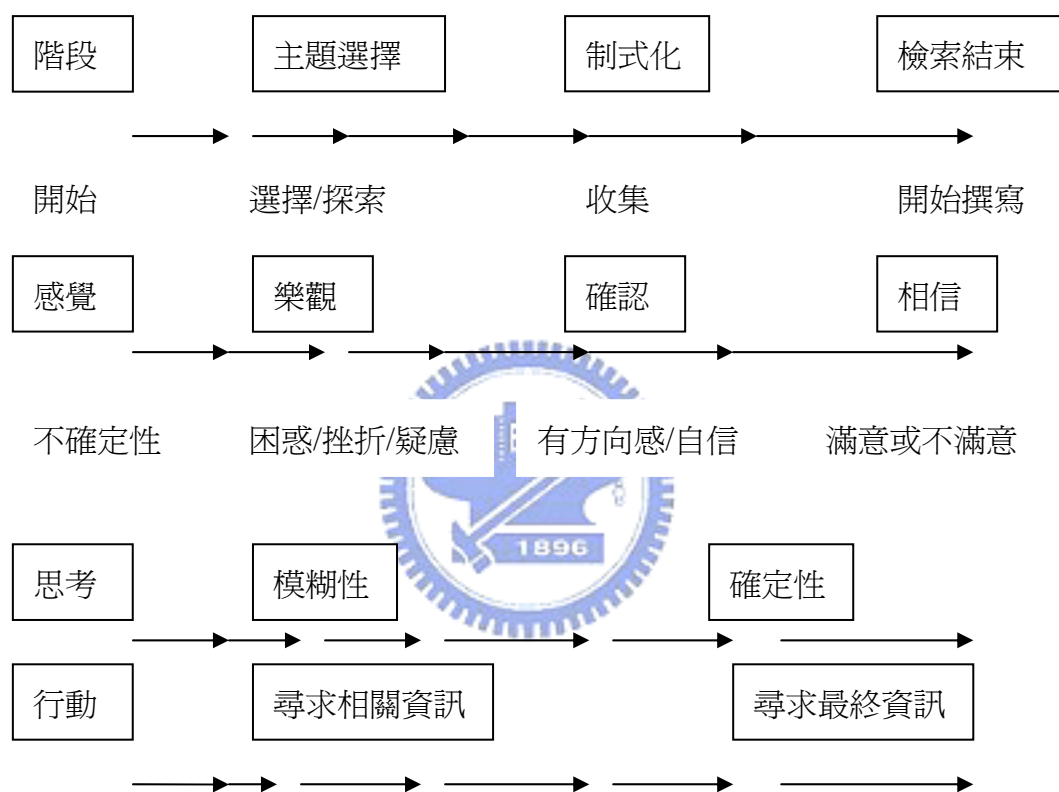 階段 主題選擇 制式化 檢索結束
開始 選擇/探索 收集 開始撰寫
感覺 樂觀 確認 相信
不確定性 困惑/挫折/疑慮 有方向感/自信 滿意或不滿意
1896
思考 模糊性 確定性
行動 尋求相關資訊 尋求最終資訊